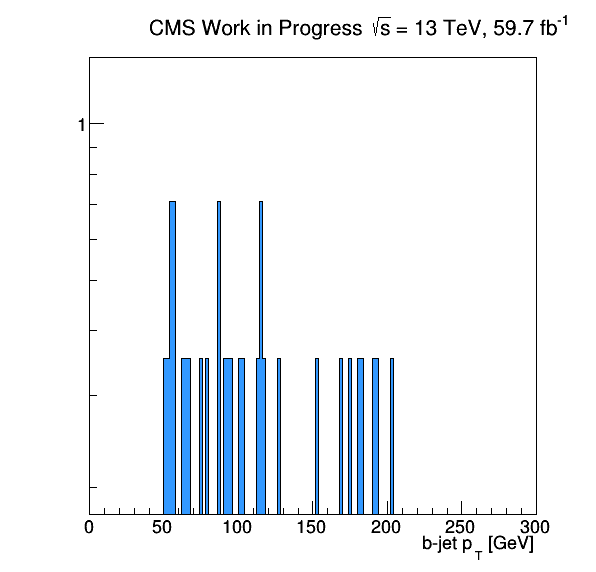 CMS Work in Progress √s = 13 TeV, 59.7 fb⁻¹
1
0 50 100 150 200 250 300
b-jet p_T [GeV]